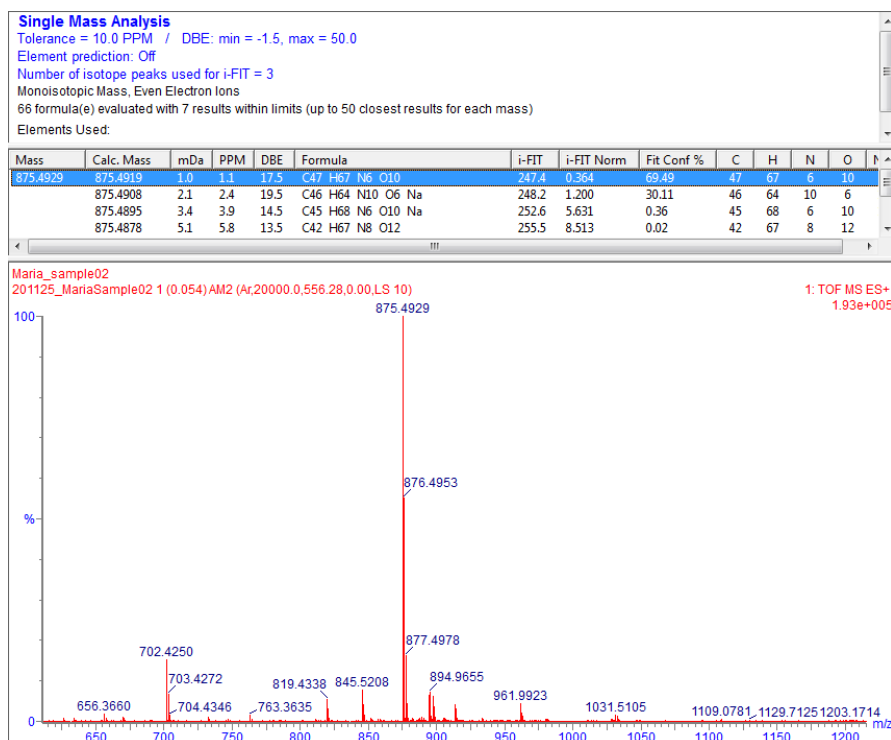 Single Mass Analysis
Tolerance = 10.0 PPM / DBE: min = -1.5, max = 50.0
Element prediction: Off
Number of isotope peaks used for i-FIT = 3
Monoisotopic Mass, Even Electron Ions
66 formula(e) evaluated with 7 results within limits (up to 50 closest results for each mass)
Elements Used:
Mass Calc. Mass mDa PPM DBE Formula i-FIT i-FIT Norm Fit Conf % C H N O
875.4929 875.4919 1.0 1.1 17.5 C47 H67 N6 O10 247.4 0.364 69.49 47 67 6 10
875.4908 2.1 2.4 19.5 C46 H64 N10 O6 Na 248.2 1.200 30.11 46 64 10 6
875.4895 3.4 3.9 14.5 C45 H68 N6 O10 Na 252.6 5.631 0.36 45 68 6 10
875.4878 5.1 5.8 13.5 C42 H67 N8 O12 255.5 8.513 0.02 42 67 8 12
Maria_sample02
201125_MariaSample02 1 (0.054) AM2 (Ar,20000.0,556.28,0.00,LS 10)
1: TOF MS ES+
1.93e+005
100
875.4929
876.4953
%
877.4978
702.4250
703.4272
704.4346
656.3660
763.3635
819.4338
845.5208
894.9655
961.9923
1031.5105
1109.0781
1129.7125
1203.1714
0
m/z
650 700 750 800 850 900 950 1000 1050 1100 1150 1200